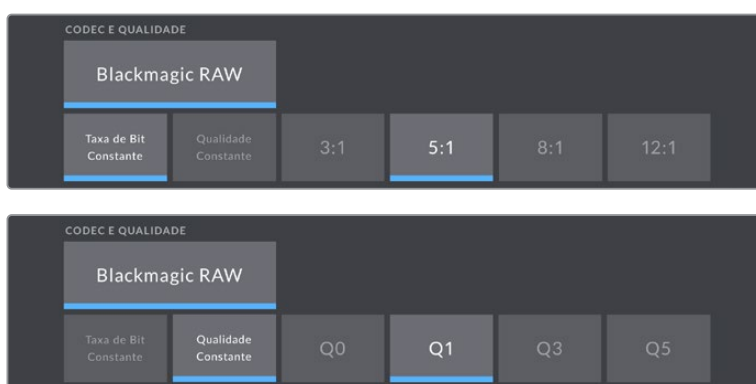 CODEC E QUALIDADE
Blackmagic RAW
Taxa de Bit
Constante
Qualidade
Constante
3:1
5:1
8:1
12:1
CODEC E QUALIDADE
Blackmagic RAW
Taxa de Bit
Constante
Qualidade
Constante
Q0
Q1
Q3
Q5